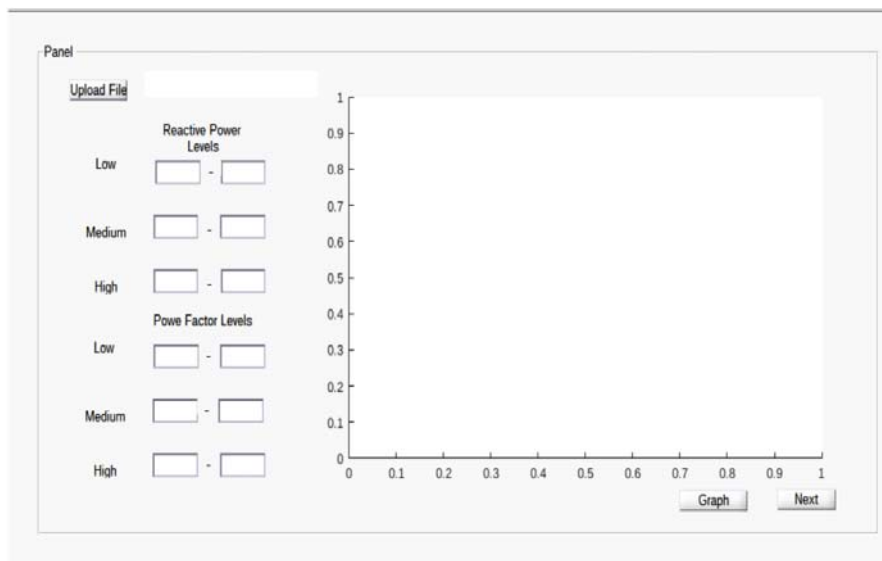 Panel
Upload File
Reactive Power
Levels
Low
-
Medium
-
High
-
Powe Factor Levels
Low
-
Medium
-
High
-
1
0.9
0.8
0.7
0.6
0.5
0.4
0.3
0.2
0.1
0
0 0.1 0.2 0.3 0.4 0.5 0.6 0.7 0.8 0.9 1
Graph Next